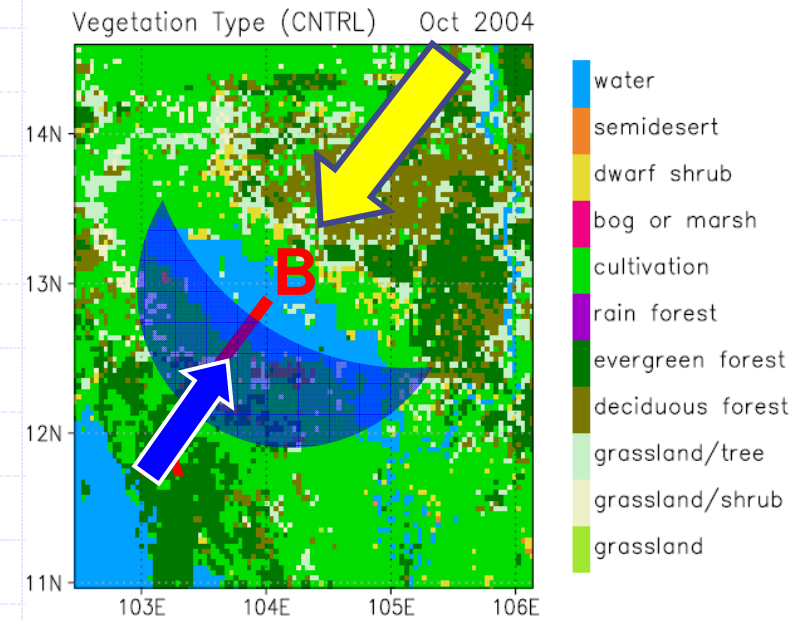 Vegetation Type (CNTRL) Oct 2004
14N
13N
12N
11N
103E 104E 105E 106E
B
water
semidesert
dwarf shrub
bog or marsh
cultivation
rain forest
evergreen forest
deciduous forest
grassland/tree
grassland/shrub
grassland